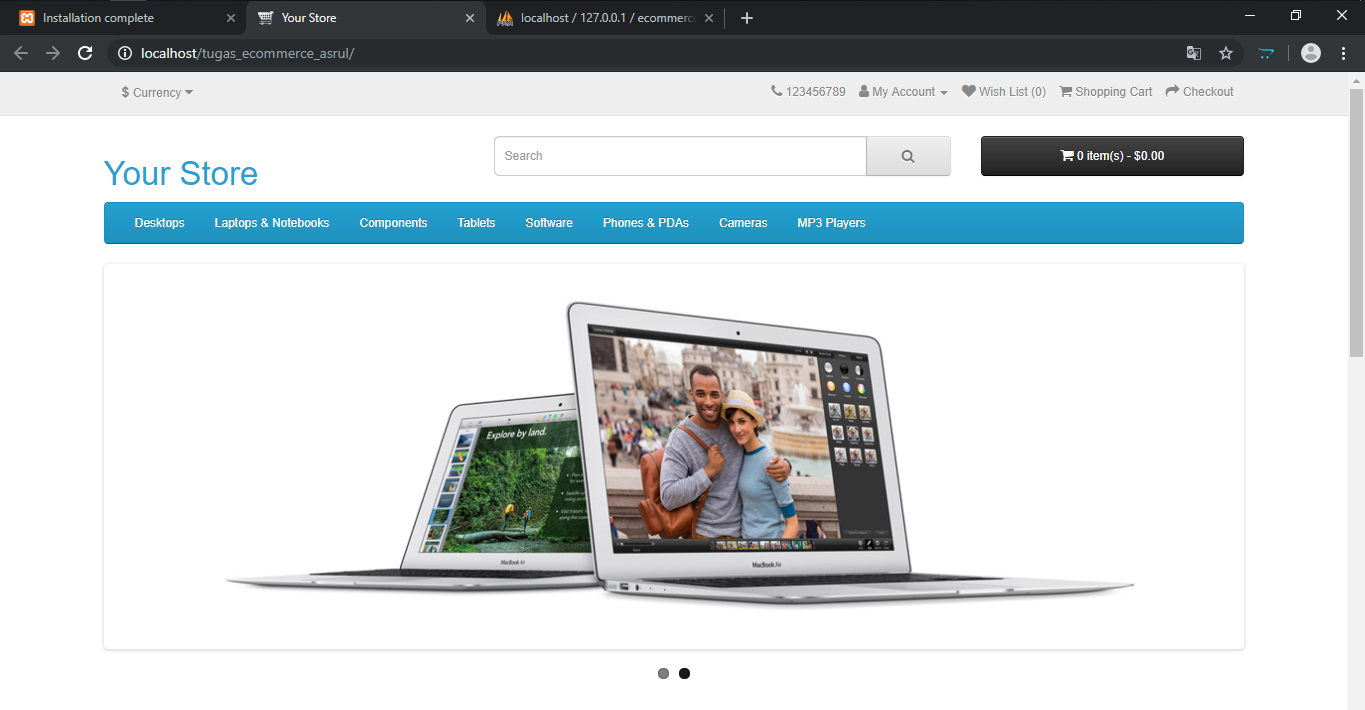 Installation complete
Your Store
localhost / 127.0.0.1 / ecommerc
localhost/tugas_ecommerce_asrul/
$ Currency
123456789
My Account
Wish List (0)
Shopping Cart
Checkout
Your Store
Search
0 item(s) - $0.00
Desktops
Laptops & Notebooks
Components
Tablets
Software
Phones & PDAs
Cameras
MP3 Players
Explore by land.
MacBook Air
MacBook Air